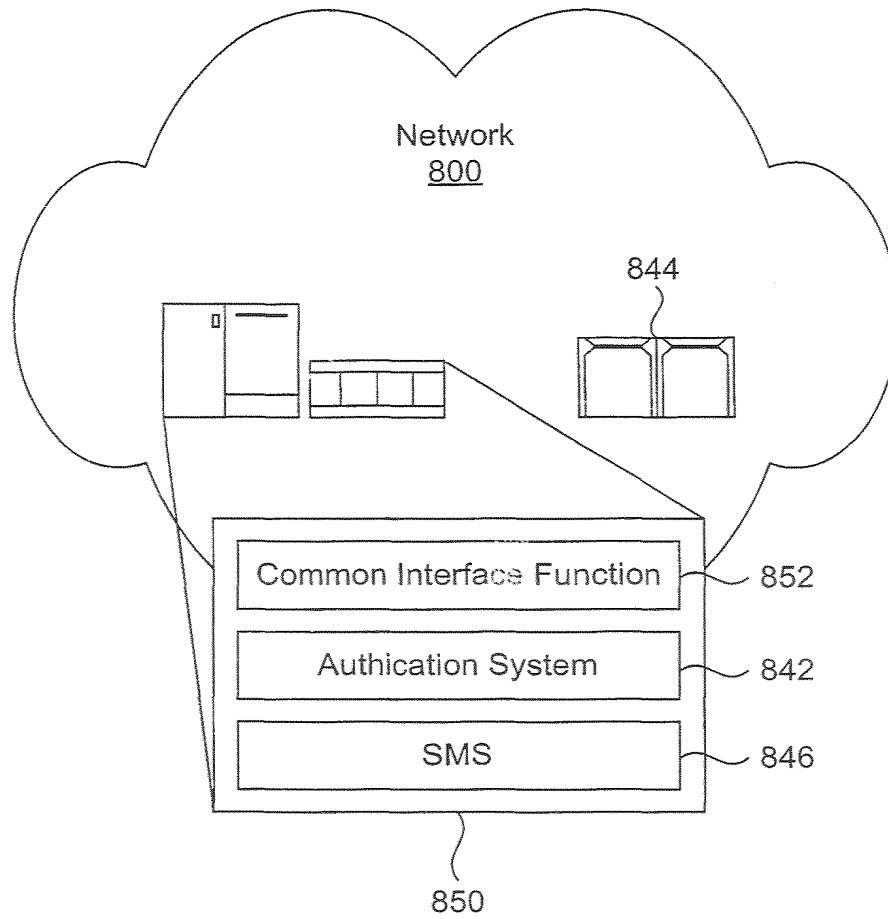 Network
800
844
Common Interface Function
852
Authication System
842
SMS
846
850